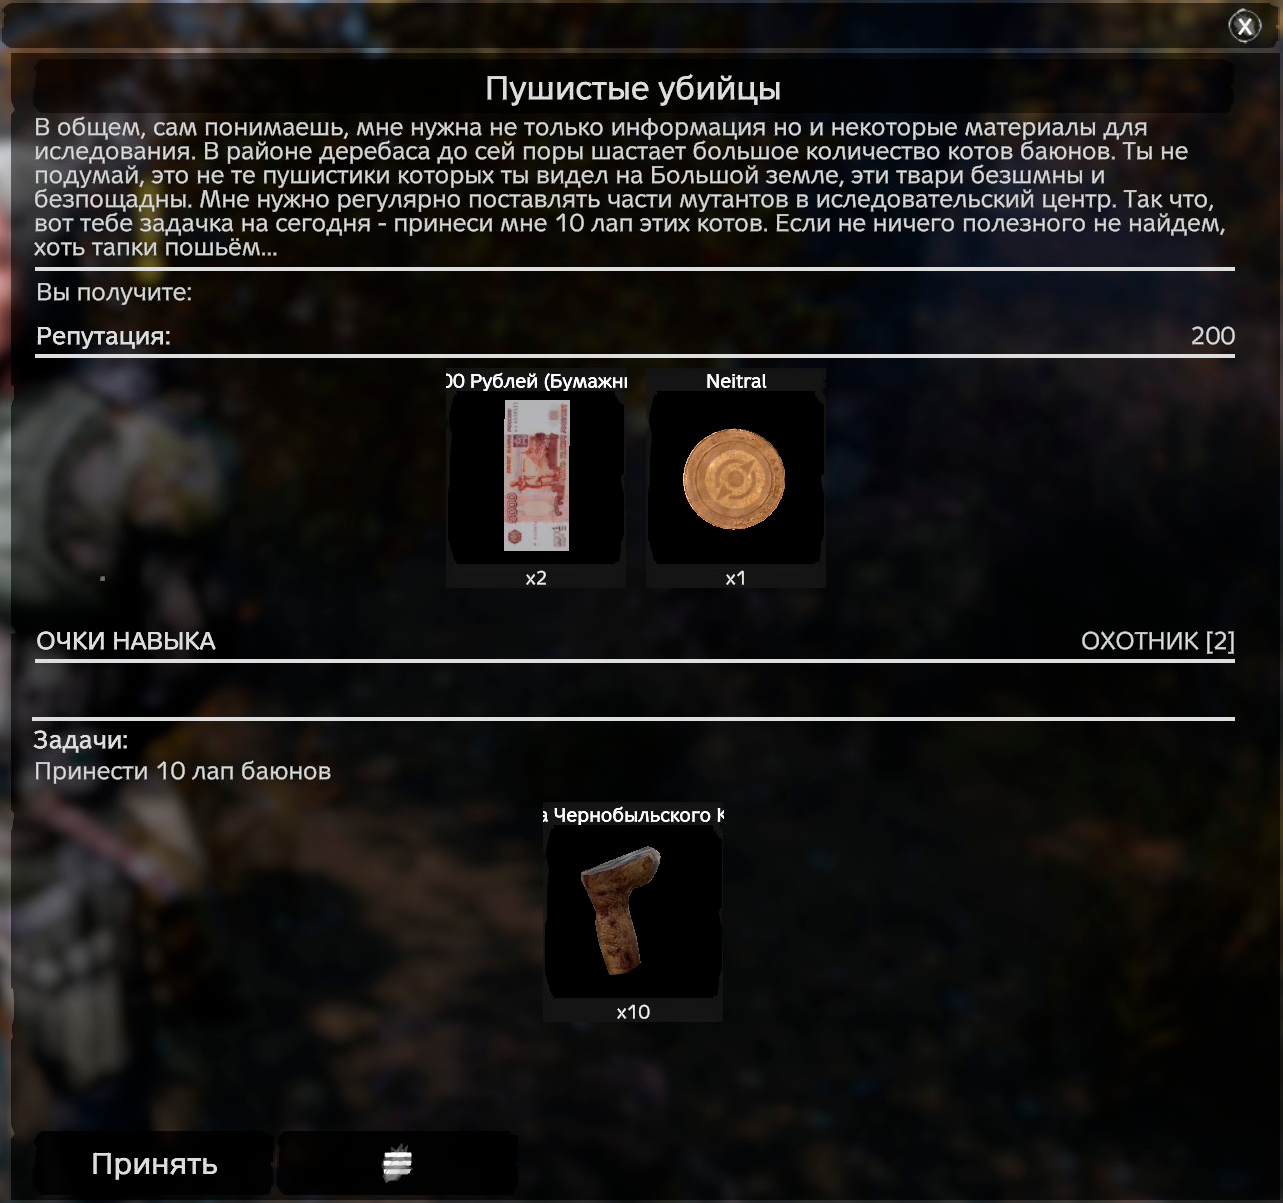 X
Пушистые убийцы
В общем, сам понимаешь, мне нужна не только информация но и некоторые материалы для
иследования. В районе деребаса до сей поры шастает большое количество котов баюнов. Ты не
подумай, это не те пушистики которых ты видел на Большой земле, эти твари безшмны и
безпощадны. Мне нужно регулярно поставлять части мутантов в иследовательский центр. Так что,
вот тебе задачка на сегодня - принеси мне 10 лап этих котов. Если не ничего полезного не найдем,
хоть тапки пошьём...
Вы получите:
Репутация: 200
00 Рублей (Бумажны Neitral
5000
x2 x1
ОЧКИ НАВЫКА ОХОТНИК [2]
Задачи:
Принести 10 лап баюнов
а Чернобыльского К
x10
Принять